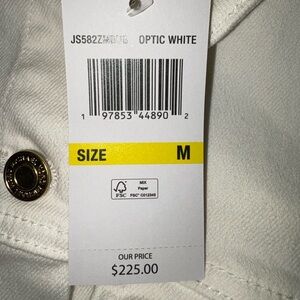 OPTIC WHITE
1 97853 44890 2
SIZE M
FSC
MIX
Paper
OUR PRICE
$225.00